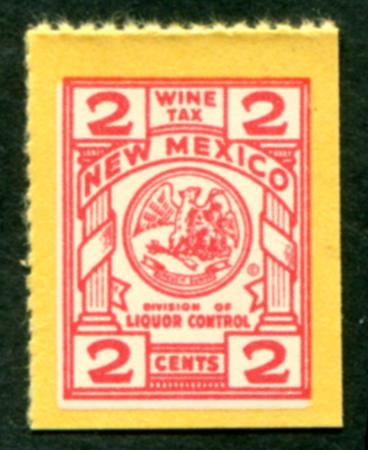 2 WINE 2
TAX
NEW MEXICO
©
DIVISION OF
LIQUOR CONTROL
2 CENTS 2